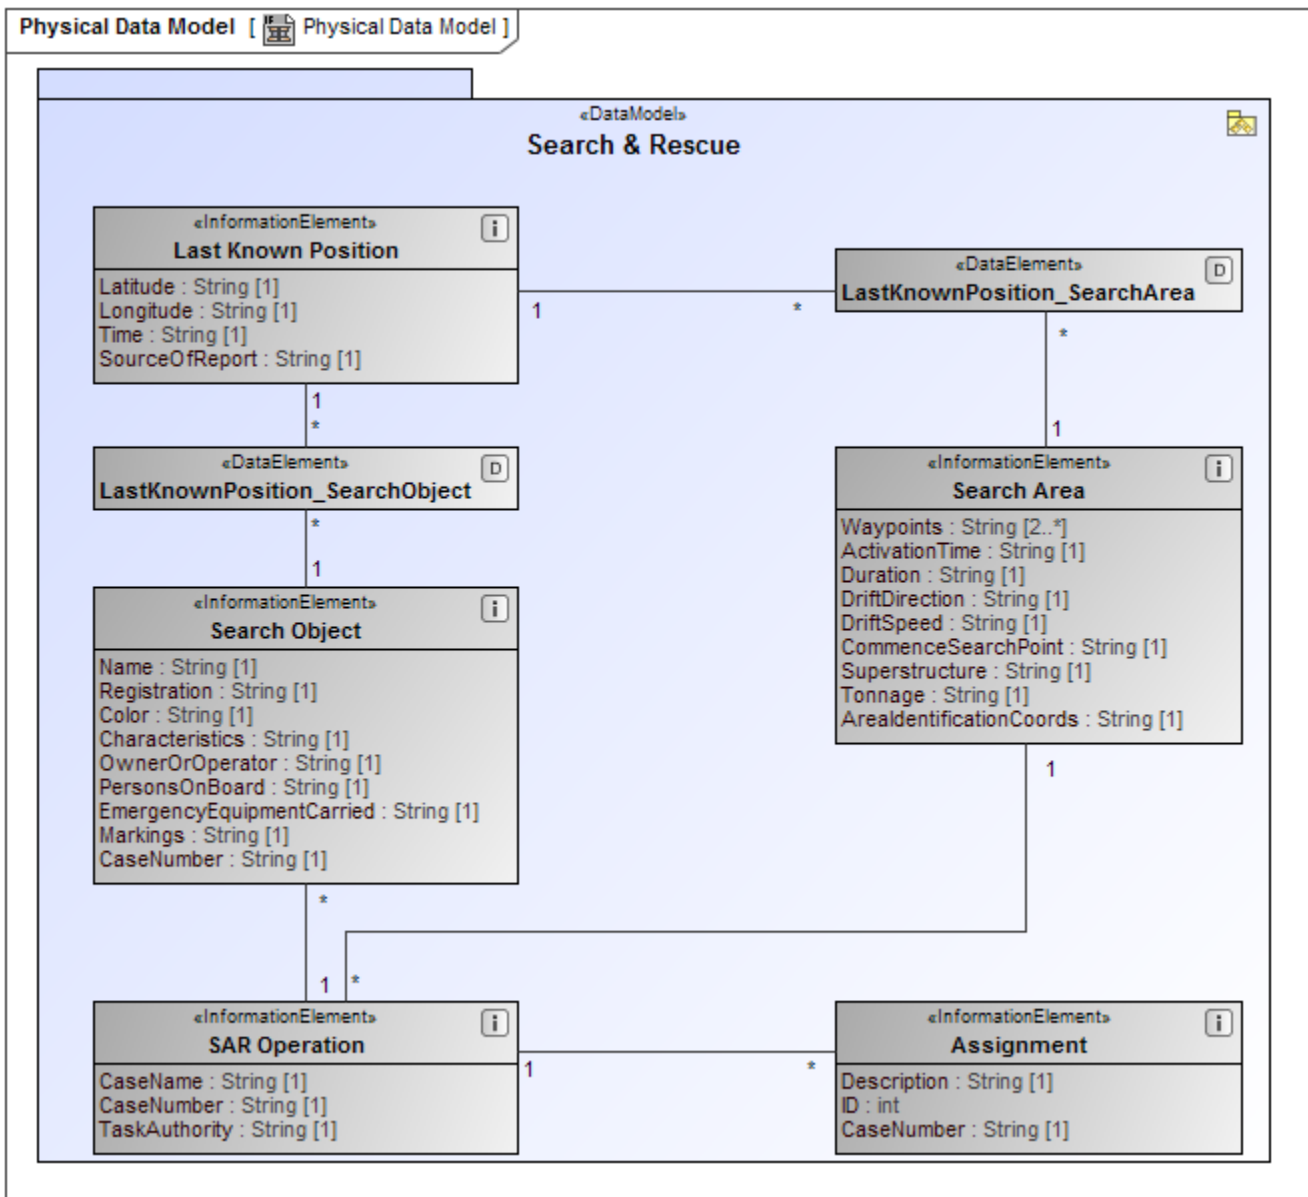 Physical Data Model [ Physical Data Model ]
«DataModel»
Search & Rescue
«InformationElement»
Last Known Position
Latitude : String [1]
Longitude : String [1]
Time : String [1]
SourceOfReport : String [1]
1
*
«DataElement»
D
LastKnownPosition_SearchArea
*
1
1
*
«DataElement»
D
LastKnownPosition_SearchObject
*
1
«InformationElement»
i
Search Area
Waypoints : String [2..*]
ActivationTime : String [1]
Duration : String [1]
DriftDirection : String [1]
DriftSpeed : String [1]
CommenceSearchPoint : String [1]
Superstructure : String [1]
Tonnage : String [1]
AreaIdentificationCoords : String [1]
1
«InformationElement»
i
Search Object
Name : String [1]
Registration : String [1]
Color : String [1]
Characteristics : String [1]
OwnerOrOperator : String [1]
PersonsOnBoard : String [1]
EmergencyEquipmentCarried : String [1]
Markings : String [1]
CaseNumber : String [1]
*
1
*
«InformationElement»
i
SAR Operation
CaseName : String [1]
CaseNumber : String [1]
TaskAuthority : String [1]
1
*
«InformationElement»
i
Assignment
Description : String [1]
ID : int
CaseNumber : String [1]